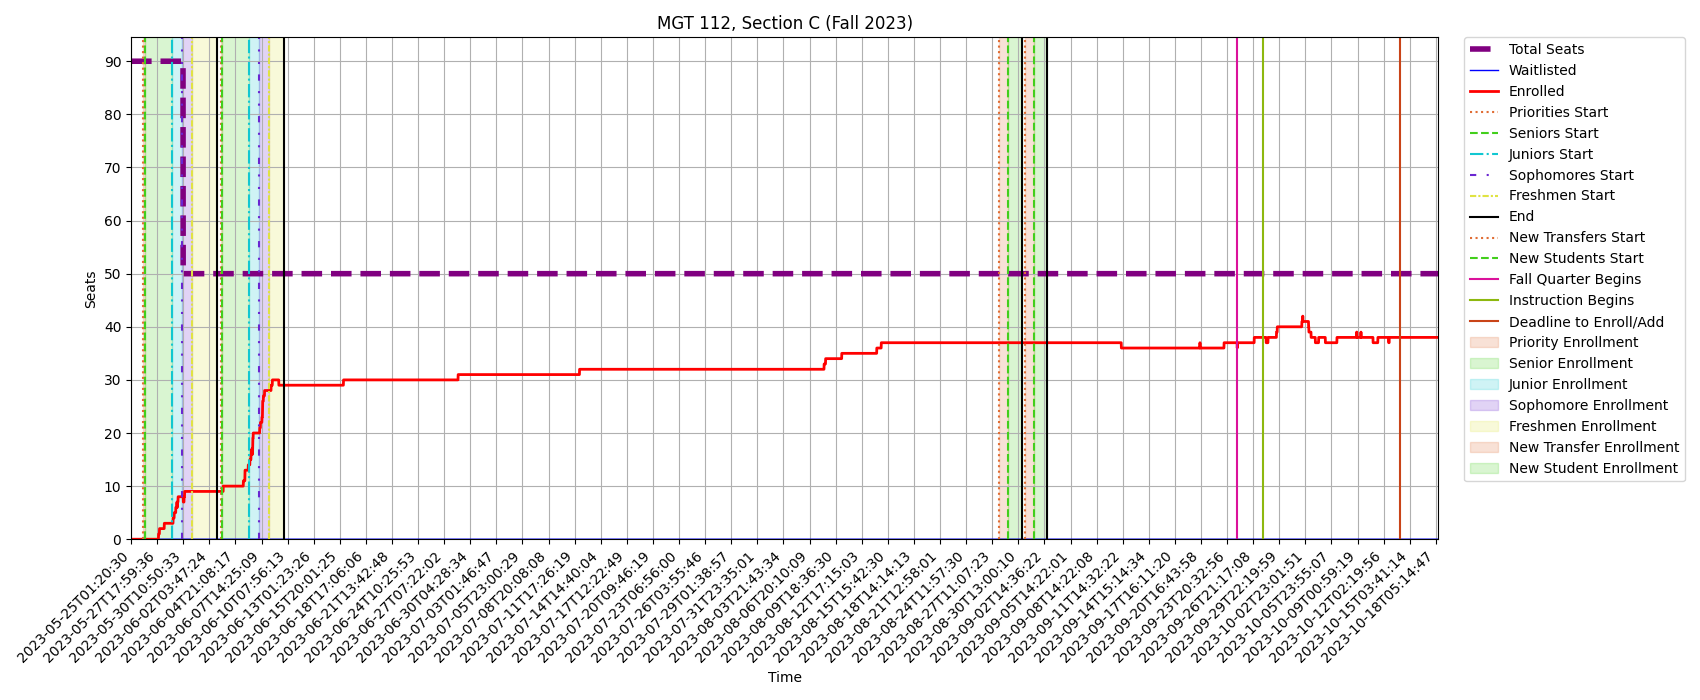 MGT 112, Section C (Fall 2023)
Seats
90
80
70
60
50
40
30
20
10
0
2023-05-25T01:20:30
2023-05-27T17:59:36
2023-05-30T10:50:33
2023-06-02T03:47:24
2023-06-04T21:08:17
2023-06-07T14:25:09
2023-06-10T07:56:13
2023-06-13T01:23:26
2023-06-15T20:01:25
2023-06-18T17:06:06
2023-06-21T13:42:48
2023-06-24T10:25:53
2023-06-27T07:22:02
2023-06-30T04:28:34
2023-07-03T01:46:47
2023-07-05T23:00:29
2023-07-08T20:08:08
2023-07-11T17:26:19
2023-07-14T14:40:04
2023-07-17T12:22:49
2023-07-20T09:46:19
2023-07-23T06:56:00
2023-07-26T03:55:46
2023-07-29T01:38:57
2023-07-31T23:35:01
2023-08-03T21:43:34
2023-08-06T20:10:09
2023-08-09T18:36:30
2023-08-12T17:15:03
2023-08-15T15:42:30
2023-08-18T14:14:13
2023-08-21T12:58:01
2023-08-24T11:57:30
2023-08-27T11:07:23
2023-08-30T13:00:10
2023-09-02T14:36:22
2023-09-05T14:22:01
2023-09-08T14:22:08
2023-09-11T14:32:22
2023-09-14T15:14:34
2023-09-17T16:11:20
2023-09-20T16:43:58
2023-09-23T20:32:56
2023-09-26T21:17:08
2023-09-29T22:19:59
2023-10-02T23:01:51
2023-10-05T23:55:07
2023-10-09T00:59:19
2023-10-12T02:19:56
2023-10-15T03:41:14
2023-10-18T05:14:47
Time
Total Seats
Waitlisted
Enrolled
Priorities Start
Seniors Start
Juniors Start
Sophomores Start
Freshmen Start
End
New Transfers Start
New Students Start
Fall Quarter Begins
Instruction Begins
Deadline to Enroll/Add
Priority Enrollment
Senior Enrollment
Junior Enrollment
Sophomore Enrollment
Freshmen Enrollment
New Transfer Enrollment
New Student Enrollment